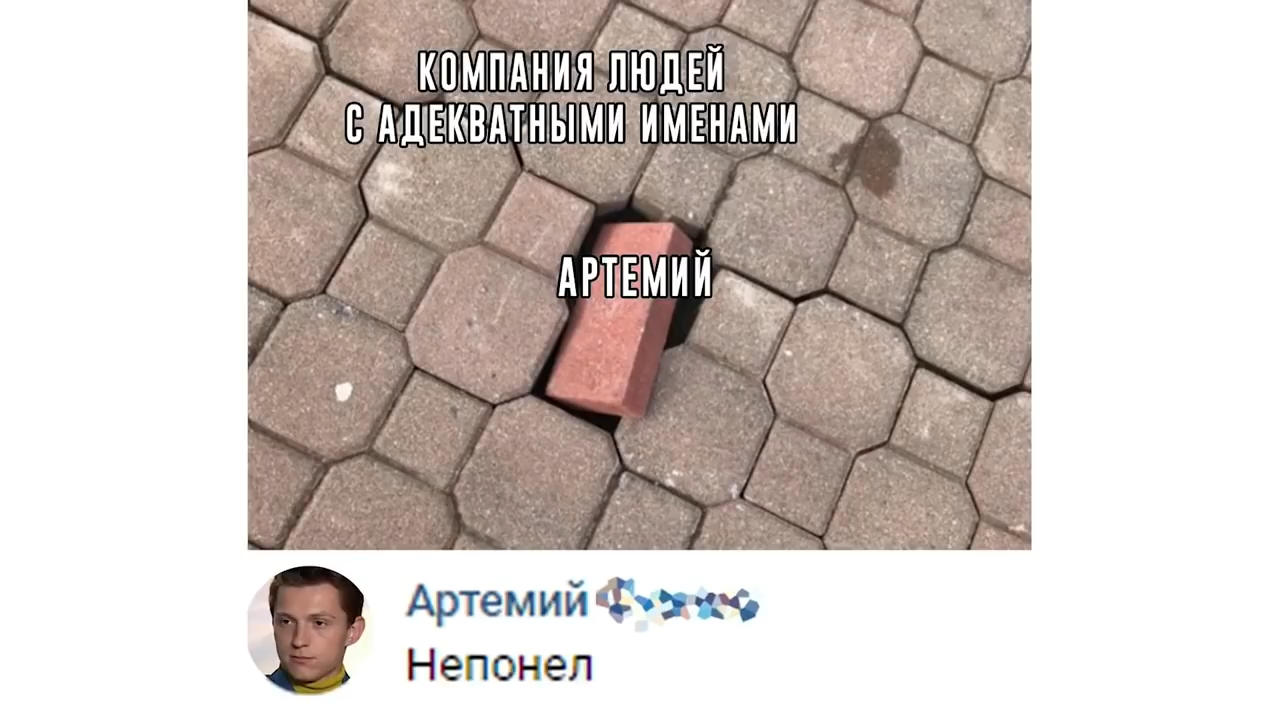 КОМПАНИЯ ЛЮДЕЙ
С АДЕКВАТНЫМИ ИМЕНАМИ
АРТЕМИЙ
Артемий
Непонел